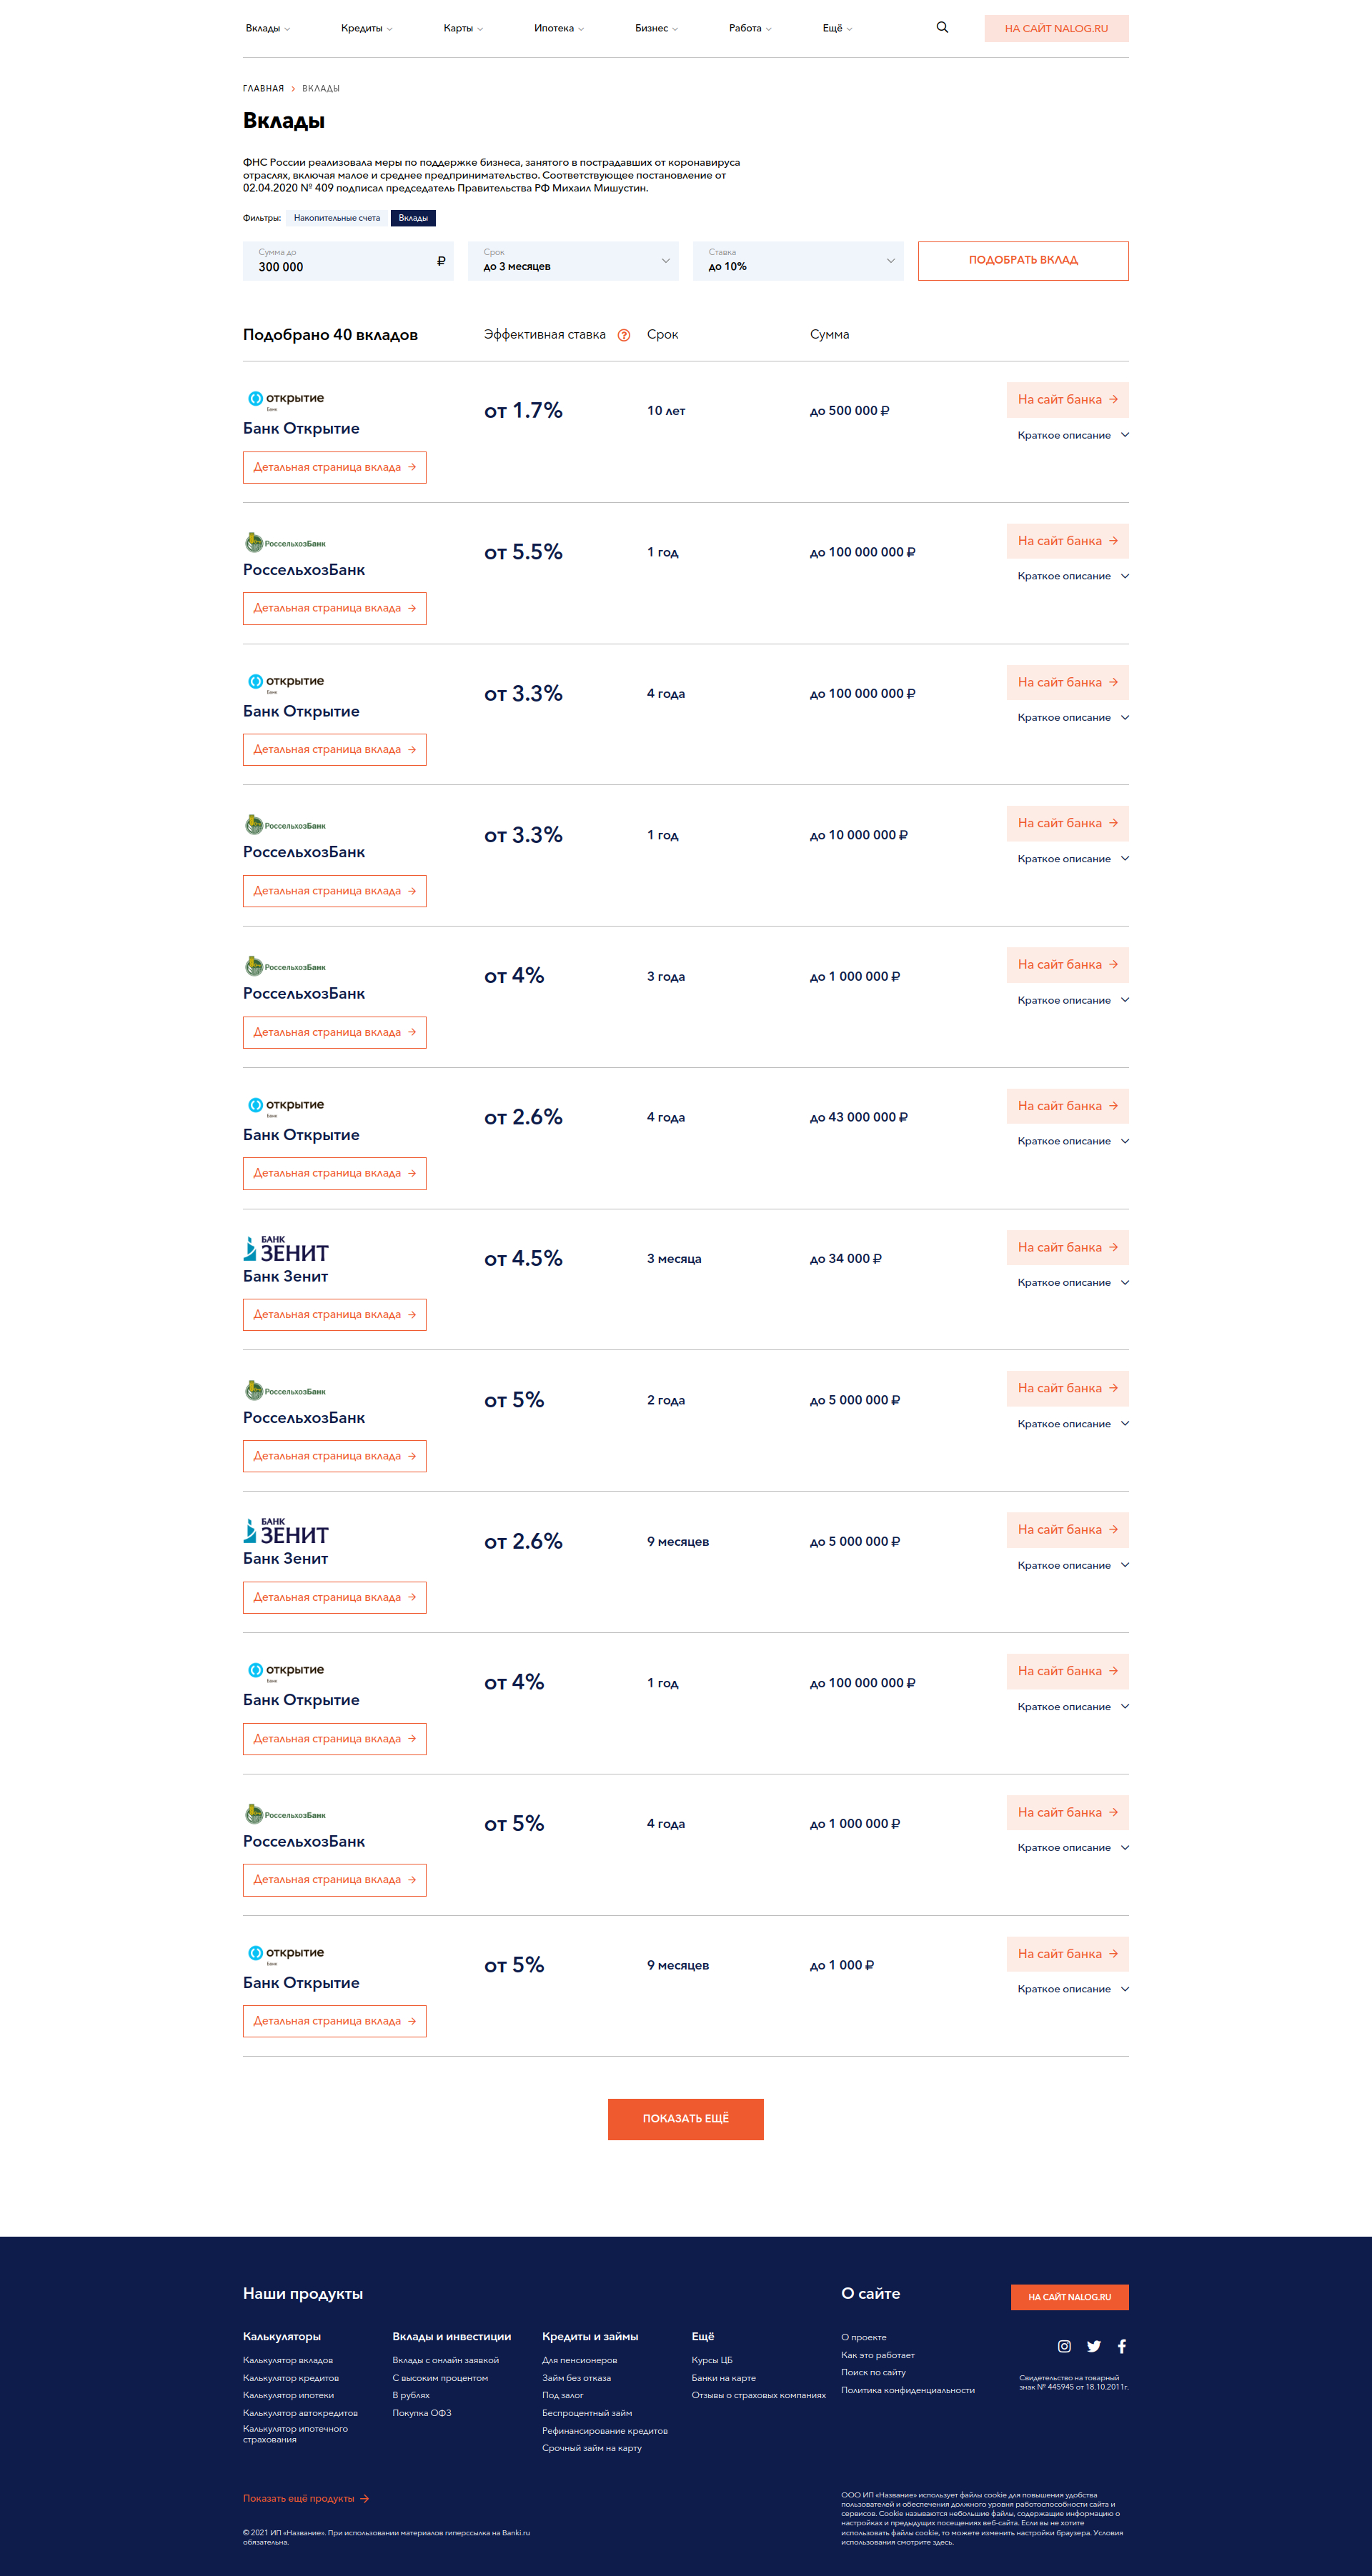 Вклады Кредиты Карты Ипотека Бизнес Работа Ещё НА САЙТ NALOG.RU
ГЛАВНАЯ > ВКЛАДЫ
Вклады
ФНС России реализовала меры по поддержке бизнеса, занятого в пострадавших от коронавируса
отраслях, включая малое и среднее предпринимательство. Соответствующее постановление от
02.04.2020 № 409 подписал председатель Правительства РФ Михаил Мишустин.
Фильтры: Накопительные счета Вклады
Сумма до Срок Ставка
300 000 ₽ до 3 месяцев до 10% ПОДОБРАТЬ ВКЛАД
Подобрано 40 вкладов Эффективная ставка ? Срок Сумма
открытие
Банк
Банк Открытие от 1.7% 10 лет до 500 000 ₽ На сайт банка →
Краткое описание
Детальная страница вклада →
РоссельхозБанк
РоссельхозБанк от 5.5% 1 год до 100 000 000 ₽ На сайт банка →
Краткое описание
Детальная страница вклада →
открытие
Банк
Банк Открытие от 3.3% 4 года до 100 000 000 ₽ На сайт банка →
Краткое описание
Детальная страница вклада →
РоссельхозБанк
РоссельхозБанк от 3.3% 1 год до 10 000 000 ₽ На сайт банка →
Краткое описание
Детальная страница вклада →
РоссельхозБанк
РоссельхозБанк от 4% 3 года до 1 000 000 ₽ На сайт банка →
Краткое описание
Детальная страница вклада →
открытие
Банк
Банк Открытие от 2.6% 4 года до 43 000 000 ₽ На сайт банка →
Краткое описание
Детальная страница вклада →
БАНК
ЗЕНИТ
Банк Зенит от 4.5% 3 месяца до 34 000 ₽ На сайт банка →
Краткое описание
Детальная страница вклада →
РоссельхозБанк
РоссельхозБанк от 5% 2 года до 5 000 000 ₽ На сайт банка →
Краткое описание
Детальная страница вклада →
БАНК
ЗЕНИТ
Банк Зенит от 2.6% 9 месяцев до 5 000 000 ₽ На сайт банка →
Краткое описание
Детальная страница вклада →
открытие
Банк
Банк Открытие от 4% 1 год до 100 000 000 ₽ На сайт банка →
Краткое описание
Детальная страница вклада →
РоссельхозБанк
РоссельхозБанк от 5% 4 года до 1 000 000 ₽ На сайт банка →
Краткое описание
Детальная страница вклада →
открытие
Банк
Банк Открытие от 5% 9 месяцев до 1 000 ₽ На сайт банка →
Краткое описание
Детальная страница вклада →
ПОКАЗАТЬ ЕЩЁ
Наши продукты
Калькуляторы
Калькулятор вкладов
Калькулятор кредитов
Калькулятор ипотеки
Калькулятор автокредитов
Калькулятор ипотечного
страхования
Вклады и инвестиции
Вклады с онлайн заявкой
С высоким процентом
В рублях
Покупка ОФЗ
Кредиты и займы
Для пенсионеров
Займ без отказа
Под залог
Беспроцентный займ
Рефинансирование кредитов
Срочный займ на карту
Ещё
Курсы ЦБ
Банки на карте
Отзывы о страховых компаниях
О сайте
О проекте
Как это работает
Поиск по сайту
Политика конфиденциальности
НА САЙТ NALOG.RU
Свидетельство на товарный
знак № 445945 от 18.10.2011г.
Показать ещё продукты →
© 2021 ИП «Название». При использовании материалов гиперссылка на Banki.ru
обязательна.
ООО ИП «Название» использует файлы cookie для повышения удобства
пользователей и обеспечения должного уровня работоспособности сайта и
сервисов. Cookie называются небольшие файлы, содержащие информацию о
настройках и предыдущих посещениях веб-сайта. Если вы не хотите
использовать файлы cookie, то можете изменить настройки браузера. Условия
использования смотрите здесь.